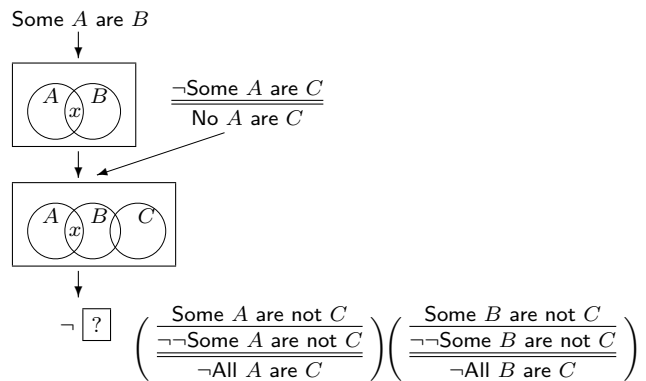 Some A are B
A B
x
¬Some A are C
No A are C
A B C
x
¬ ?
Some A are not C
¬¬Some A are not C
¬All A are C
Some B are not C
¬¬Some B are not C
¬All B are C